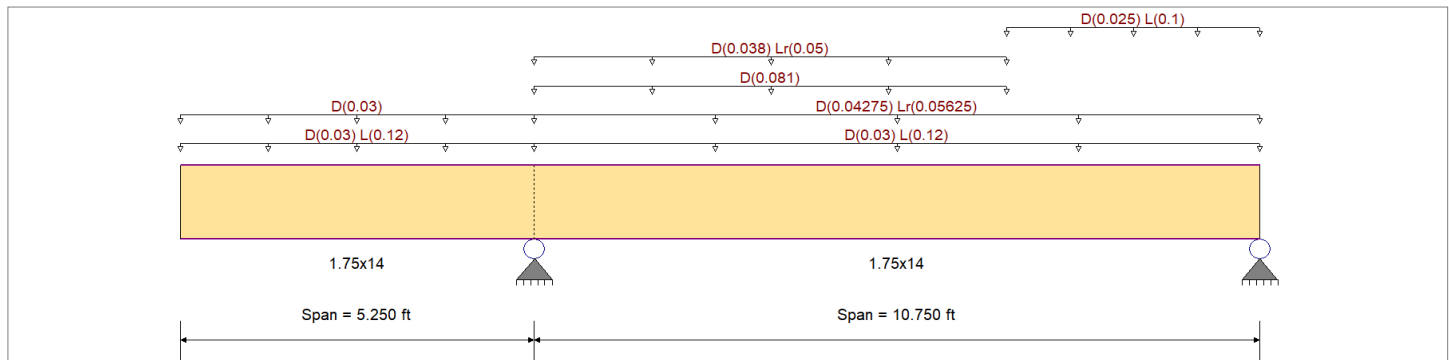 D(0.025) L(0.1)
D(0.038) Lr(0.05)
D(0.081)
D(0.03) D(0.04275) Lr(0.05625)
D(0.03) L(0.12) D(0.03) L(0.12)
1.75x14 1.75x14
Span = 5.250 ft Span = 10.750 ft